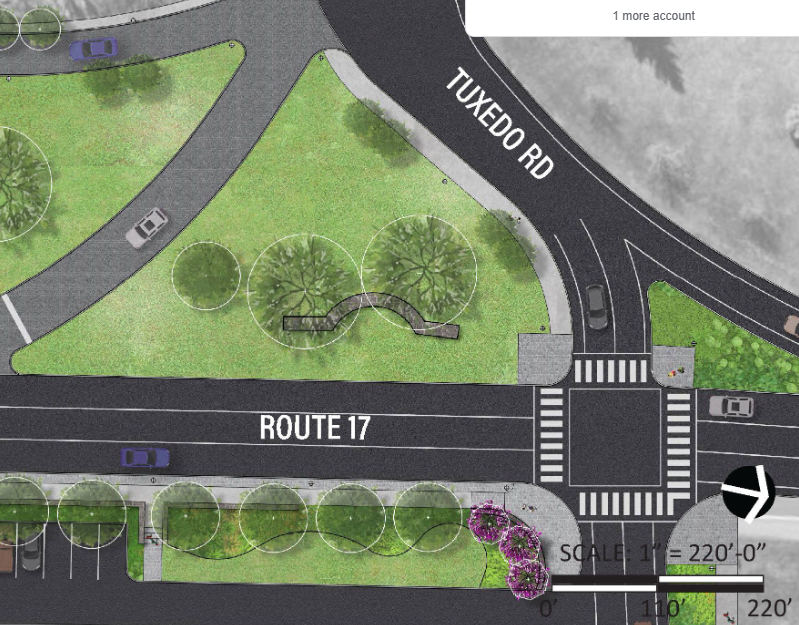 1 more account
TUXEDO RD
ROUTE 17
SCALE: 1" = 220'-0"
0' 110' 220'